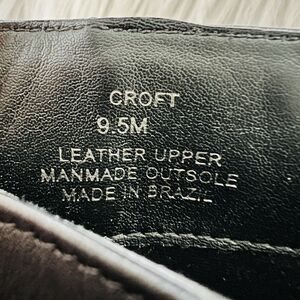 CROFT
9.5M
LEATHER UPPER
MANMADE OUTSOLE
MADE IN BRAZIL